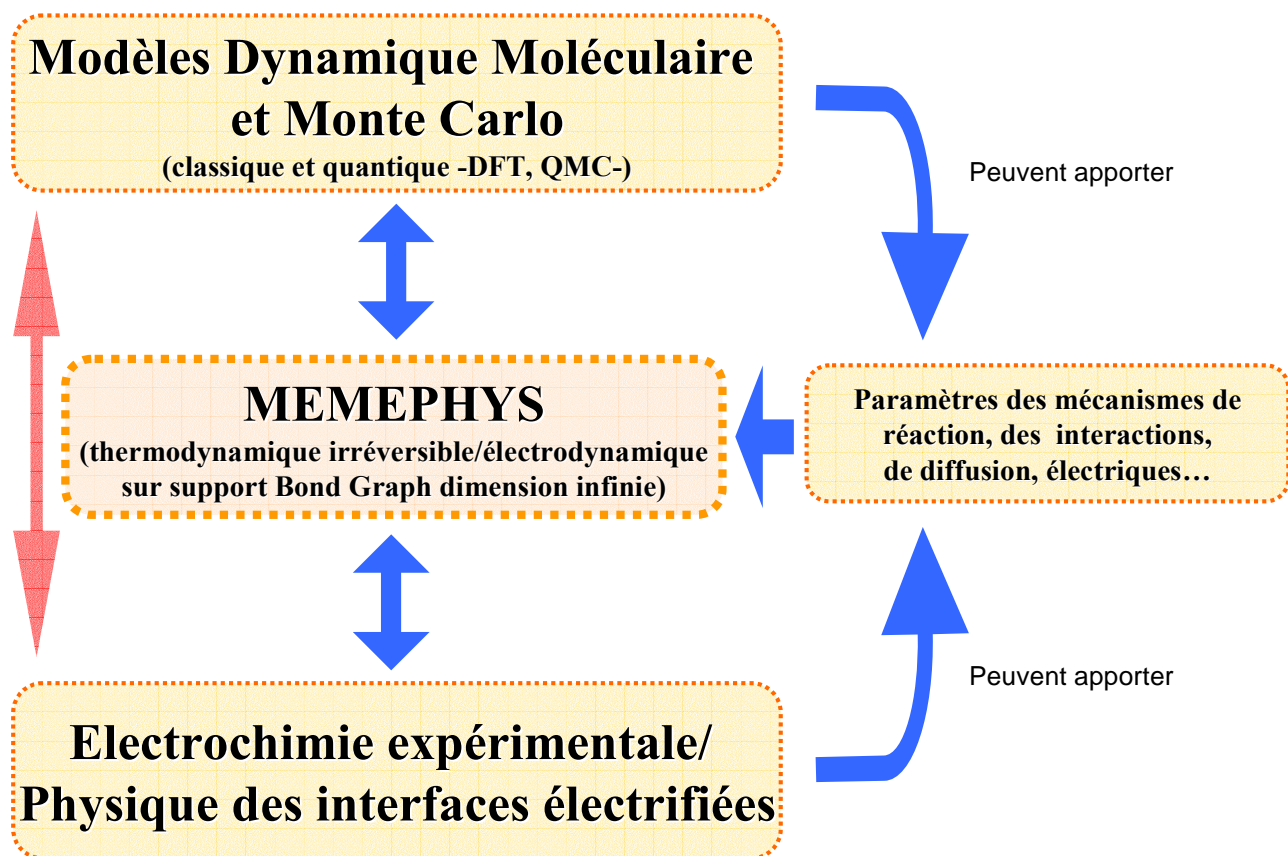 Modèles Dynamique Moléculaire
et Monte Carlo
(classique et quantique -DFT, QMC-)
Peuvent apporter
MEMEPHYS
(thermodynamique irréversible/électrodynamique
sur support Bond Graph dimension infinie)
Paramètres des mécanismes de
réaction, des interactions,
de diffusion, électriques…
Peuvent apporter
Electrochimie expérimentale/
Physique des interfaces électrifiées